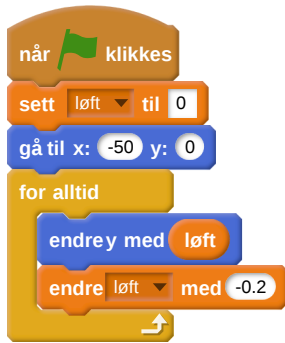 når klikkes
sett løft til 0
gå til x: -50 y: 0
for alltid
endre y med løft
endre løft med -0.2